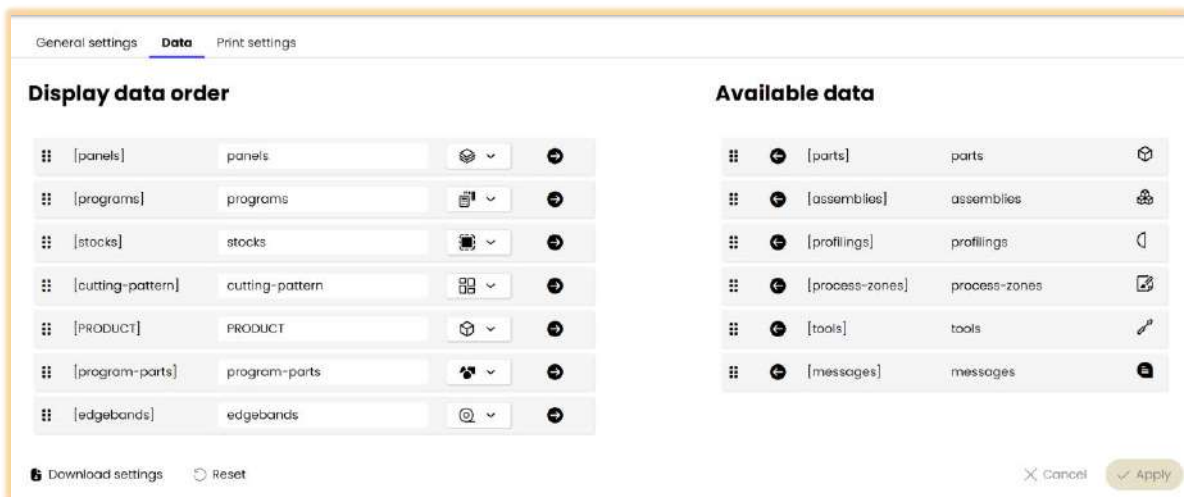 General settings Data Print settings
Display data order
[panels] panels
[programs] programs
[stocks] stocks
[cutting-pattern] cutting-pattern
[PRODUCT] PRODUCT
[program-parts] program-parts
[edgebands] edgebands
Available data
[parts] parts
[assemblies] assemblies
[profilings] profilings
[process-zones] process-zones
[tools] tools
[messages] messages
Download settings Reset
Cancel Apply